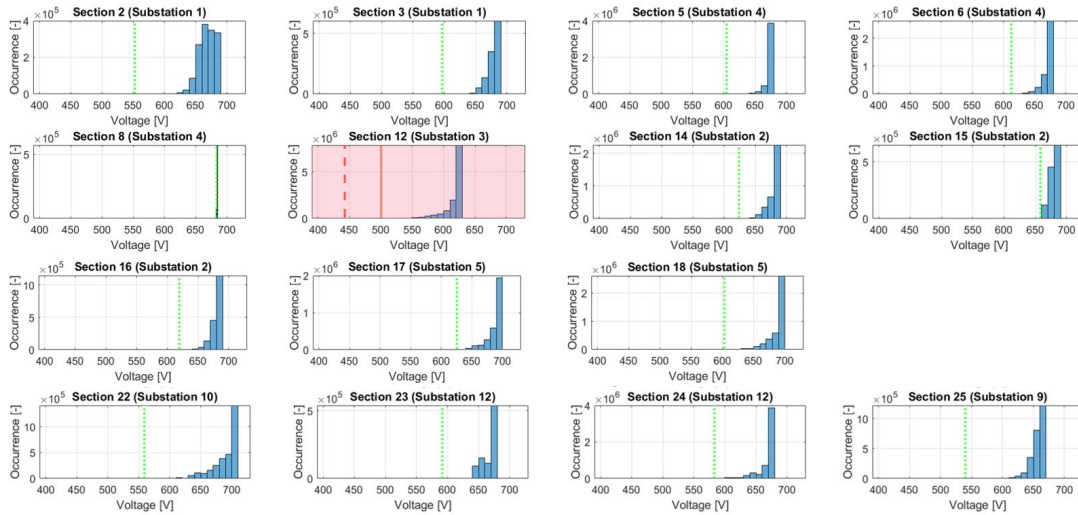 Section 2 (Substation 1) Section 3 (Substation 1) Section 5 (Substation 4) Section 6 (Substation 4)
×10^5 ×10^5 ×10^6 ×10^6
Occurrence [-] 4 2 0 Occurrence [-] 5 0 Occurrence [-] 4 2 0 Occurrence [-] 2 1 0
400 450 500 550 600 650 700 400 450 500 550 600 650 700 400 450 500 550 600 650 700 400 450 500 550 600 650 700
Voltage [V] Voltage [V] Voltage [V] Voltage [V]
Section 8 (Substation 4) Section 12 (Substation 3) Section 14 (Substation 2) Section 15 (Substation 2)
×10^5 ×10^6 ×10^6 ×10^5
Occurrence [-] 5 0 Occurrence [-] 5 0 Occurrence [-] 2 1 0 Occurrence [-] 5 0
400 450 500 550 600 650 700 400 450 500 550 600 650 700 400 450 500 550 600 650 700 400 450 500 550 600 650 700
Voltage [V] Voltage [V] Voltage [V] Voltage [V]
Section 16 (Substation 2) Section 17 (Substation 5) Section 18 (Substation 5)
×10^5 ×10^6 ×10^6
Occurrence [-] 10 5 0 Occurrence [-] 2 1 0 Occurrence [-] 2 1 0
400 450 500 550 600 650 700 400 450 500 550 600 650 700 400 450 500 550 600 650 700
Voltage [V] Voltage [V] Voltage [V]
Section 22 (Substation 10) Section 23 (Substation 12) Section 24 (Substation 12) Section 25 (Substation 9)
×10^5 ×10^5 ×10^6 ×10^5
Occurrence [-] 10 5 0 Occurrence [-] 5 0 Occurrence [-] 4 2 0 Occurrence [-] 10 5 0
400 450 500 550 600 650 700 400 450 500 550 600 650 700 400 450 500 550 600 650 700 400 450 500 550 600 650 700
Voltage [V] Voltage [V] Voltage [V] Voltage [V]